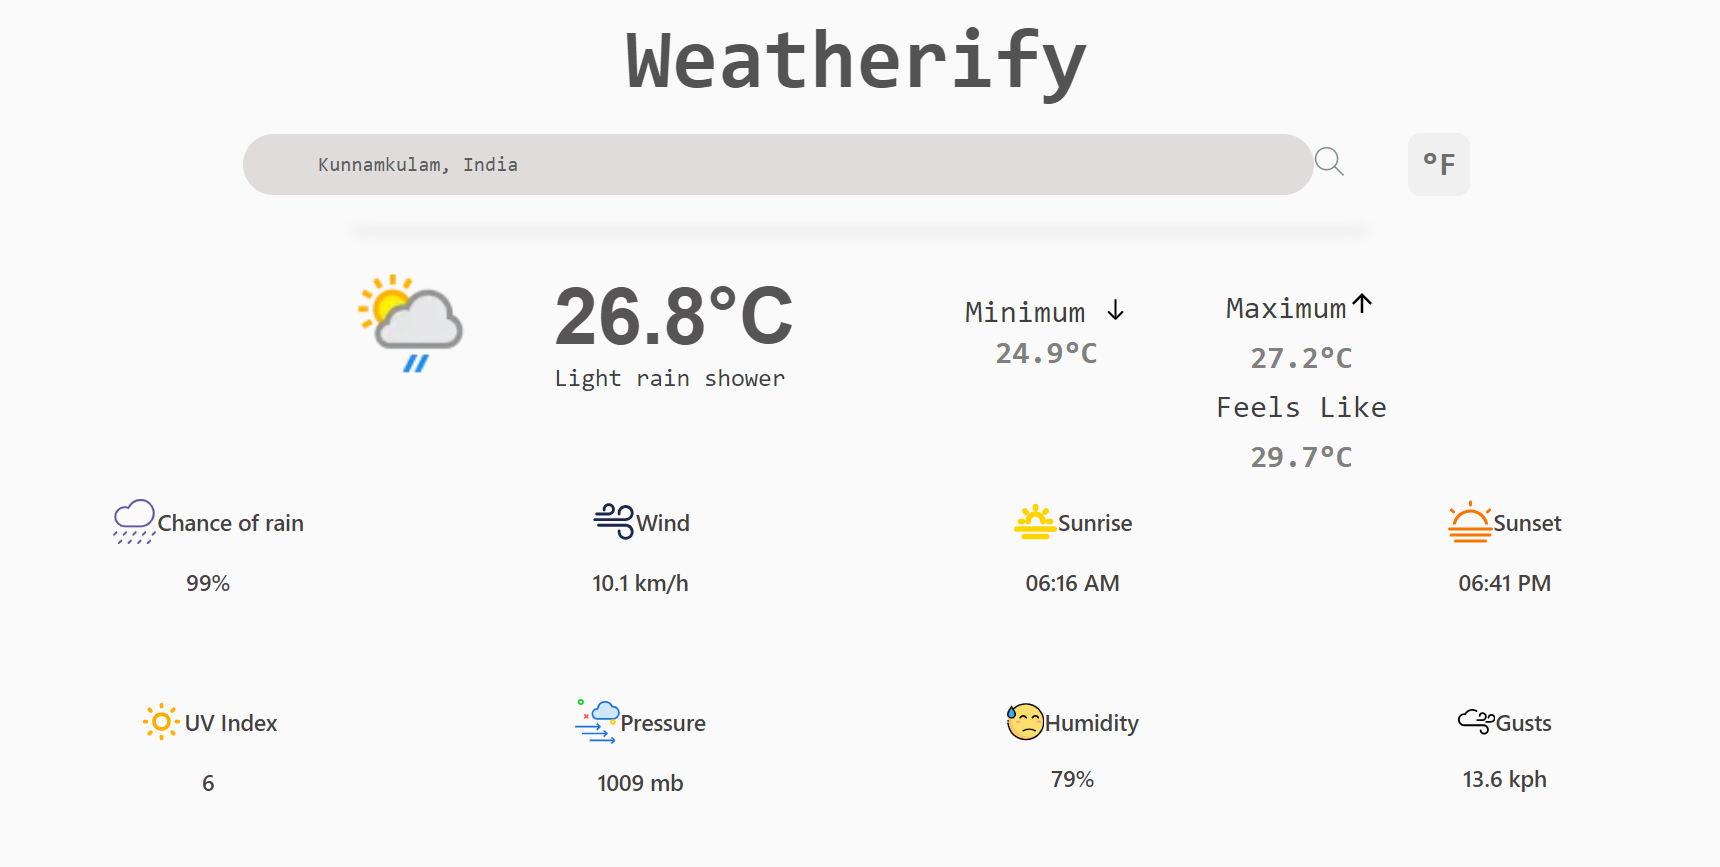 Weatherify
Kunnamkulam, India
°F
26.8°C
Light rain shower
Minimum ↓
24.9°C
Maximum↑
27.2°C
Feels Like
29.7°C
Chance of rain
99%
Wind
10.1 km/h
Sunrise
06:16 AM
Sunset
06:41 PM
UV Index
6
Pressure
1009 mb
Humidity
79%
Gusts
13.6 kph